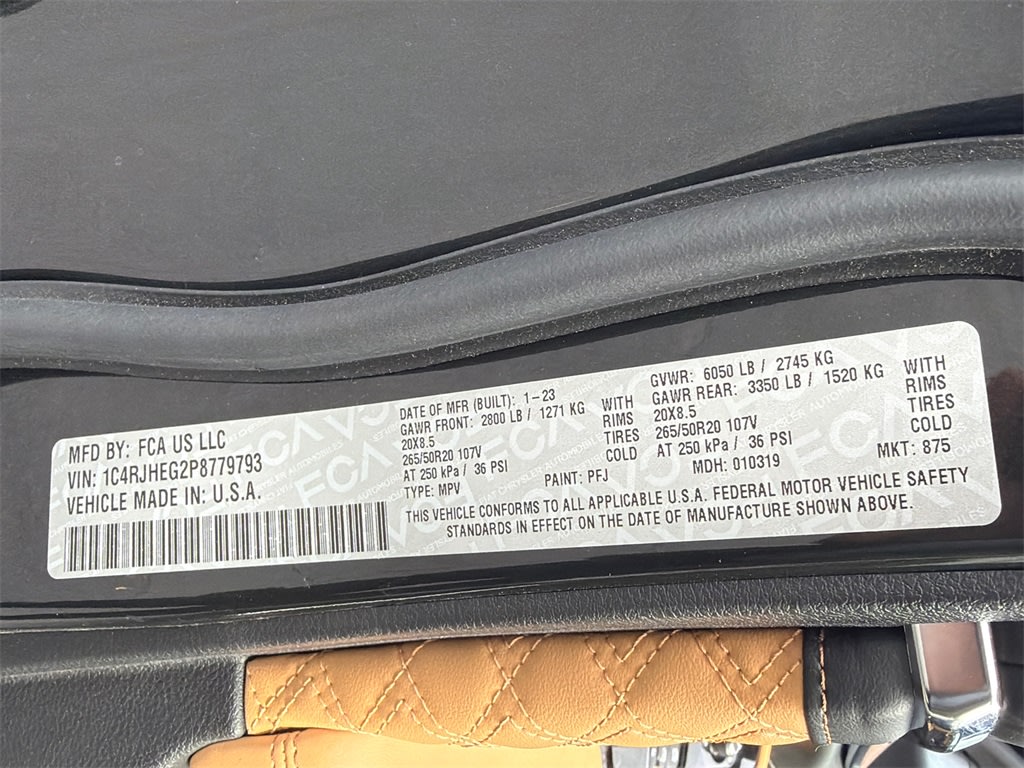 MFD BY: FCA US LLC
VIN: 1C4RJHEG2P8779793
VEHICLE MADE IN: U.S.A.
DATE OF MFR (BUILT): 1-23
GAWR FRONT: 2800 LB / 1271 KG
20X8.5
265/50R20 107V
AT 250 kPa / 36 PSI
WITH
RIMS
TIRES
COLD
TYPE: MPV
PAINT: PFJ
GVWR: 6050 LB / 2745 KG
GAWR REAR: 3350 LB / 1520 KG
20X8.5
265/50R20 107V
AT 250 kPa / 36 PSI
WITH
RIMS
TIRES
COLD
MDH: 010319
MKT: 875
THIS VEHICLE CONFORMS TO ALL APPLICABLE U.S.A. FEDERAL MOTOR VEHICLE SAFETY
STANDARDS IN EFFECT ON THE DATE OF MANUFACTURE SHOWN ABOVE.